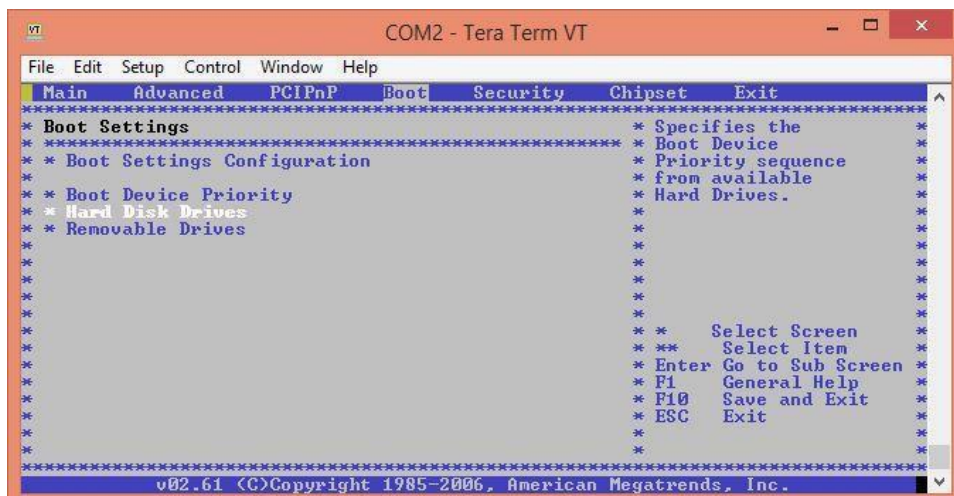 VT
COM2 - Tera Term VT
File Edit Setup Control Window Help
Main Advanced PCIPnP Boot Security Chipset Exit
********************************************************************************
* Boot Settings * Specifies the *
* *************************************************** * Boot Device *
* * Boot Settings Configuration * Priority sequence *
* * from available *
* * Boot Device Priority * Hard Drives. *
* * Hard Disk Drives * *
* * Removable Drives * *
* * *
* * *
* * *
* * *
* * *
* * * Select Screen *
* * ** Select Item *
* * Enter Go to Sub Screen *
* * F1 General Help *
* * F10 Save and Exit *
* * ESC Exit *
* * *
* * *
********************************************************************************
v02.61 (C)Copyright 1985-2006, American Megatrends, Inc.